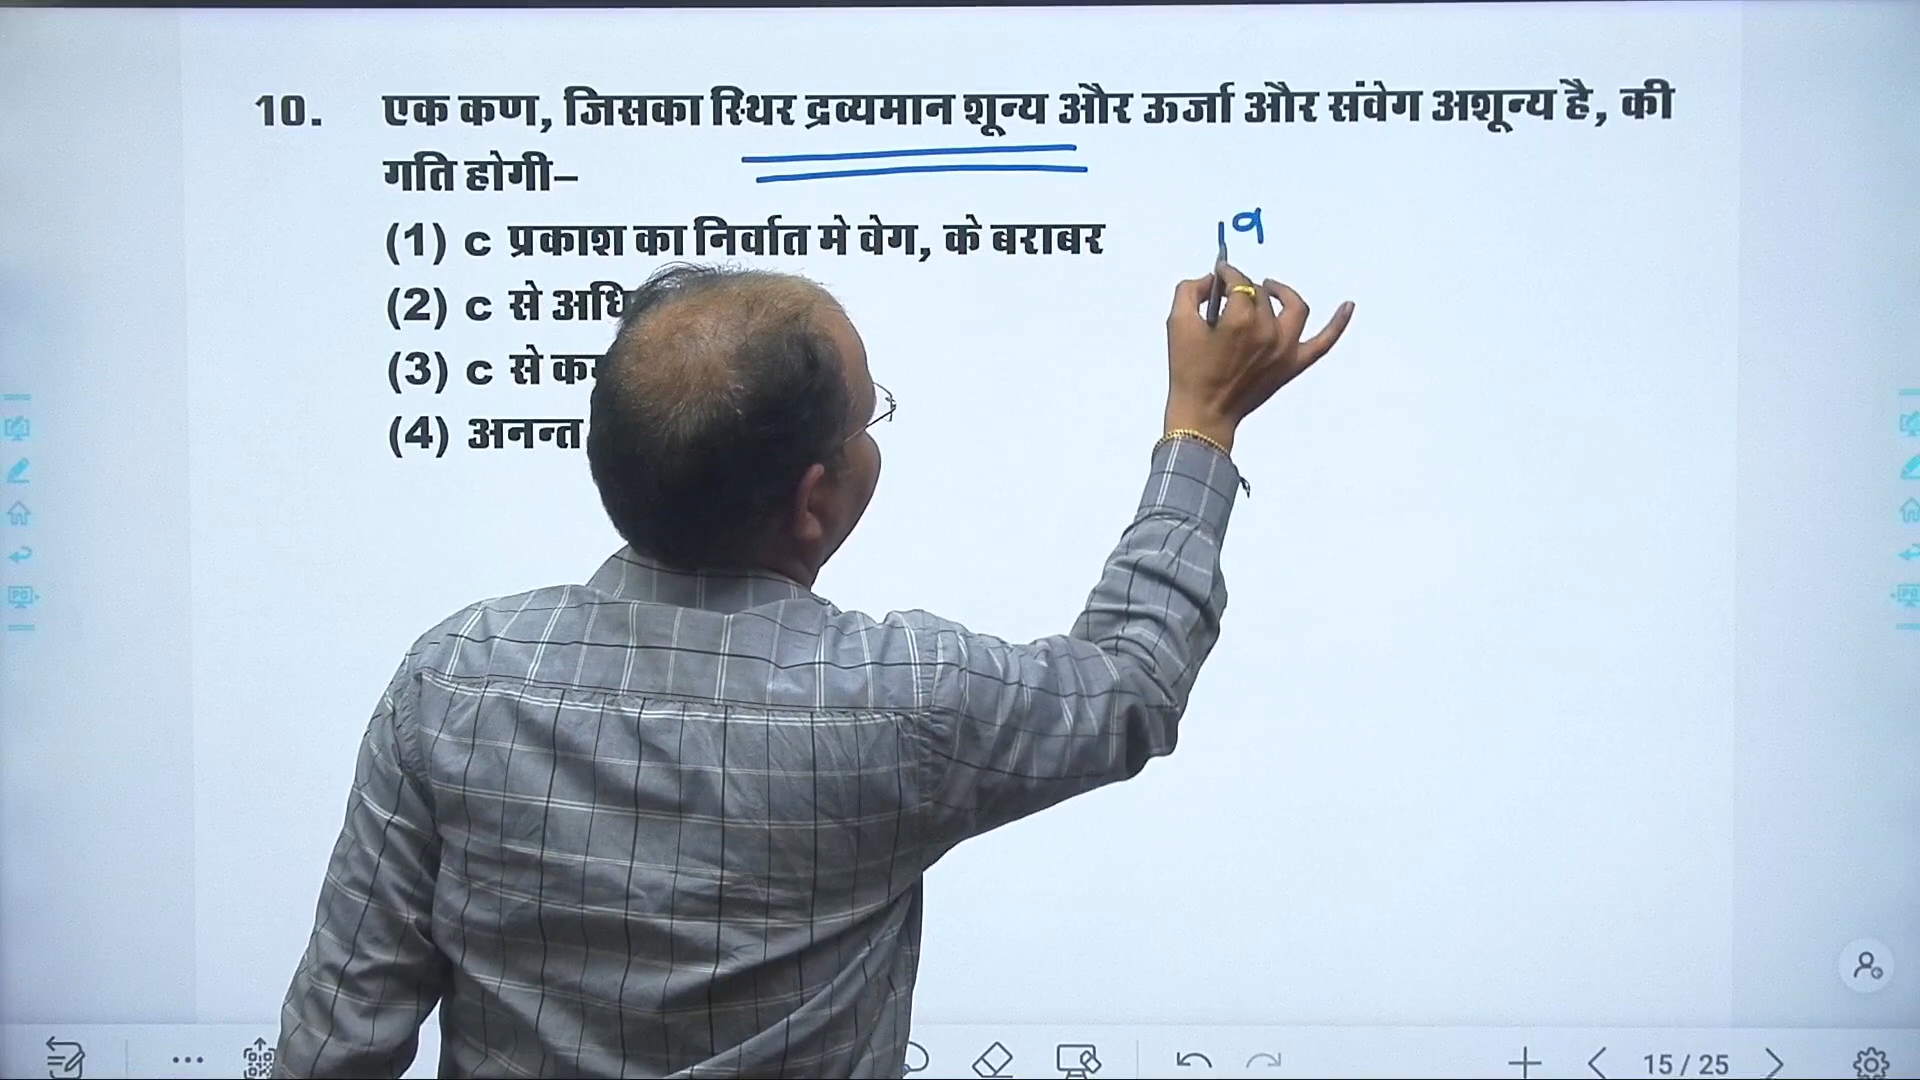 10. एक कण, जिसका स्थिर द्रव्यमान शून्य और ऊर्जा और संवेग अशून्य है, की
गति होगी–
(1) c प्रकाश का निर्वात मे वेग, के बराबर
(2) c से
(3) c से
(4) अनन्त
15 / 25